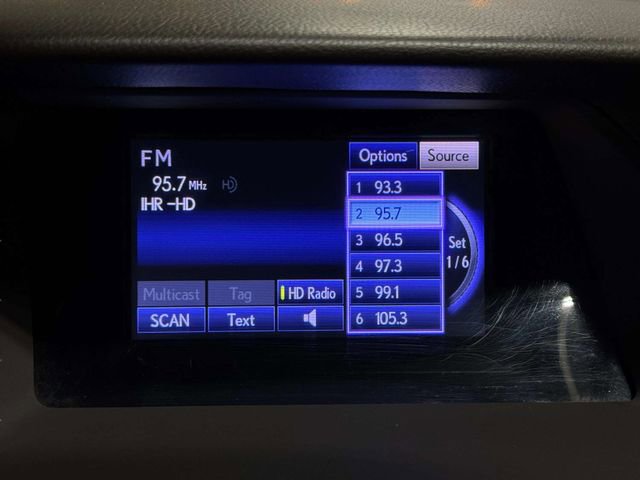 FM
95.7 MHz HD
IHR -HD
Options
Source
1 93.3
2 95.7
3 96.5
4 97.3
5 99.1
6 105.3
Set
1/6
Multicast
Tag
HD Radio
SCAN
Text